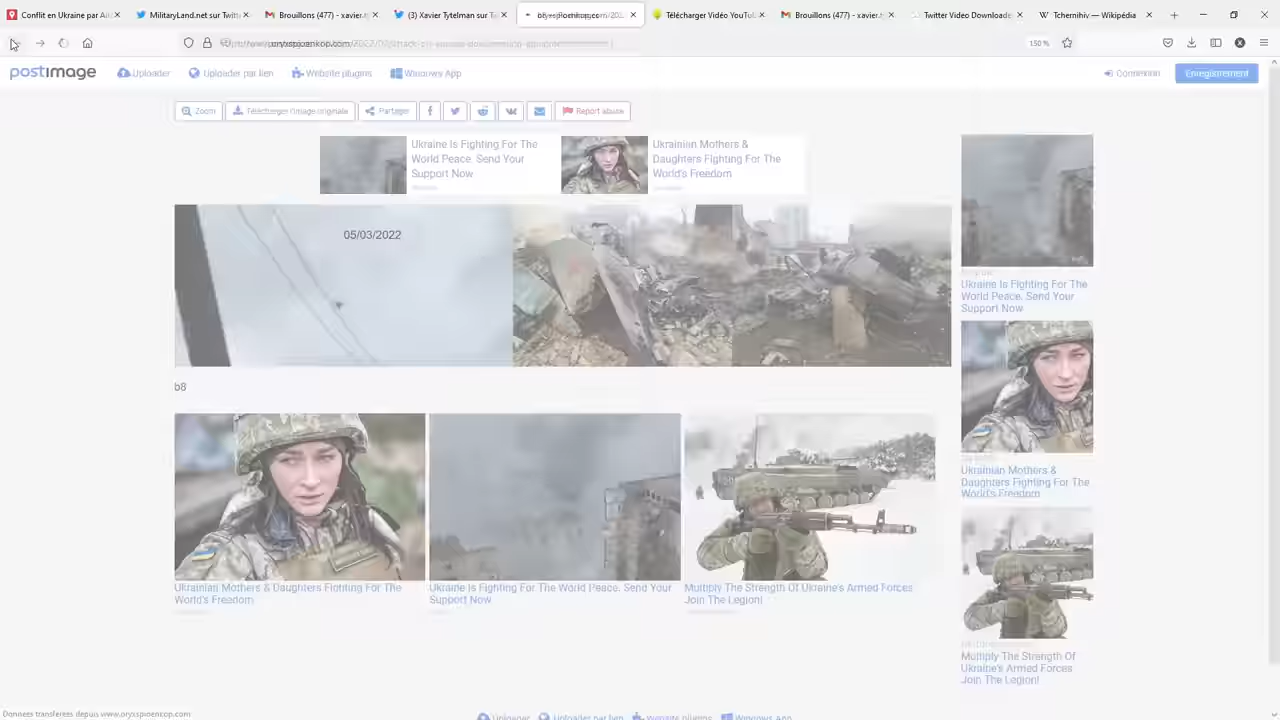 Conflit en Ukraine par Ai
MilitaryLand.net sur Twitt
Brouillons (477) - xavier.t
(3) Xavier Tytelman sur T
Télécharger Vidéo YouTul
Brouillons (477) - xavier.t
Twitter Video Downloade
Tchernihiv — Wikipédia
150 %
postimage
Uploader
Uploader par lien
Website plugins
Windows App
Connexion
Enregistrement
Zoom
Télécharger l'image originale
Partager
Report abuse
Ukraine Is Fighting For The
World Peace. Send Your
Support Now
Ukrainian Mothers &
Daughters Fighting For The
World's Freedom
05/03/2022
b8
Ukrainian Mothers & Daughters Fighting For The
World's Freedom
Ukraine Is Fighting For The World Peace. Send Your
Support Now
Multiply The Strength Of Ukraine's Armed Forces
Join The Legion!
Ukraine Is Fighting For The
World Peace. Send Your
Support Now
Ukrainian Mothers &
Daughters Fighting For The
World's Freedom
Multiply The Strength Of
Ukraine's Armed Forces
Join The Legion!
Uploader
Uploader par lien
Website plugins
Windows App
Données transférées depuis www.oryxspioenkop.com